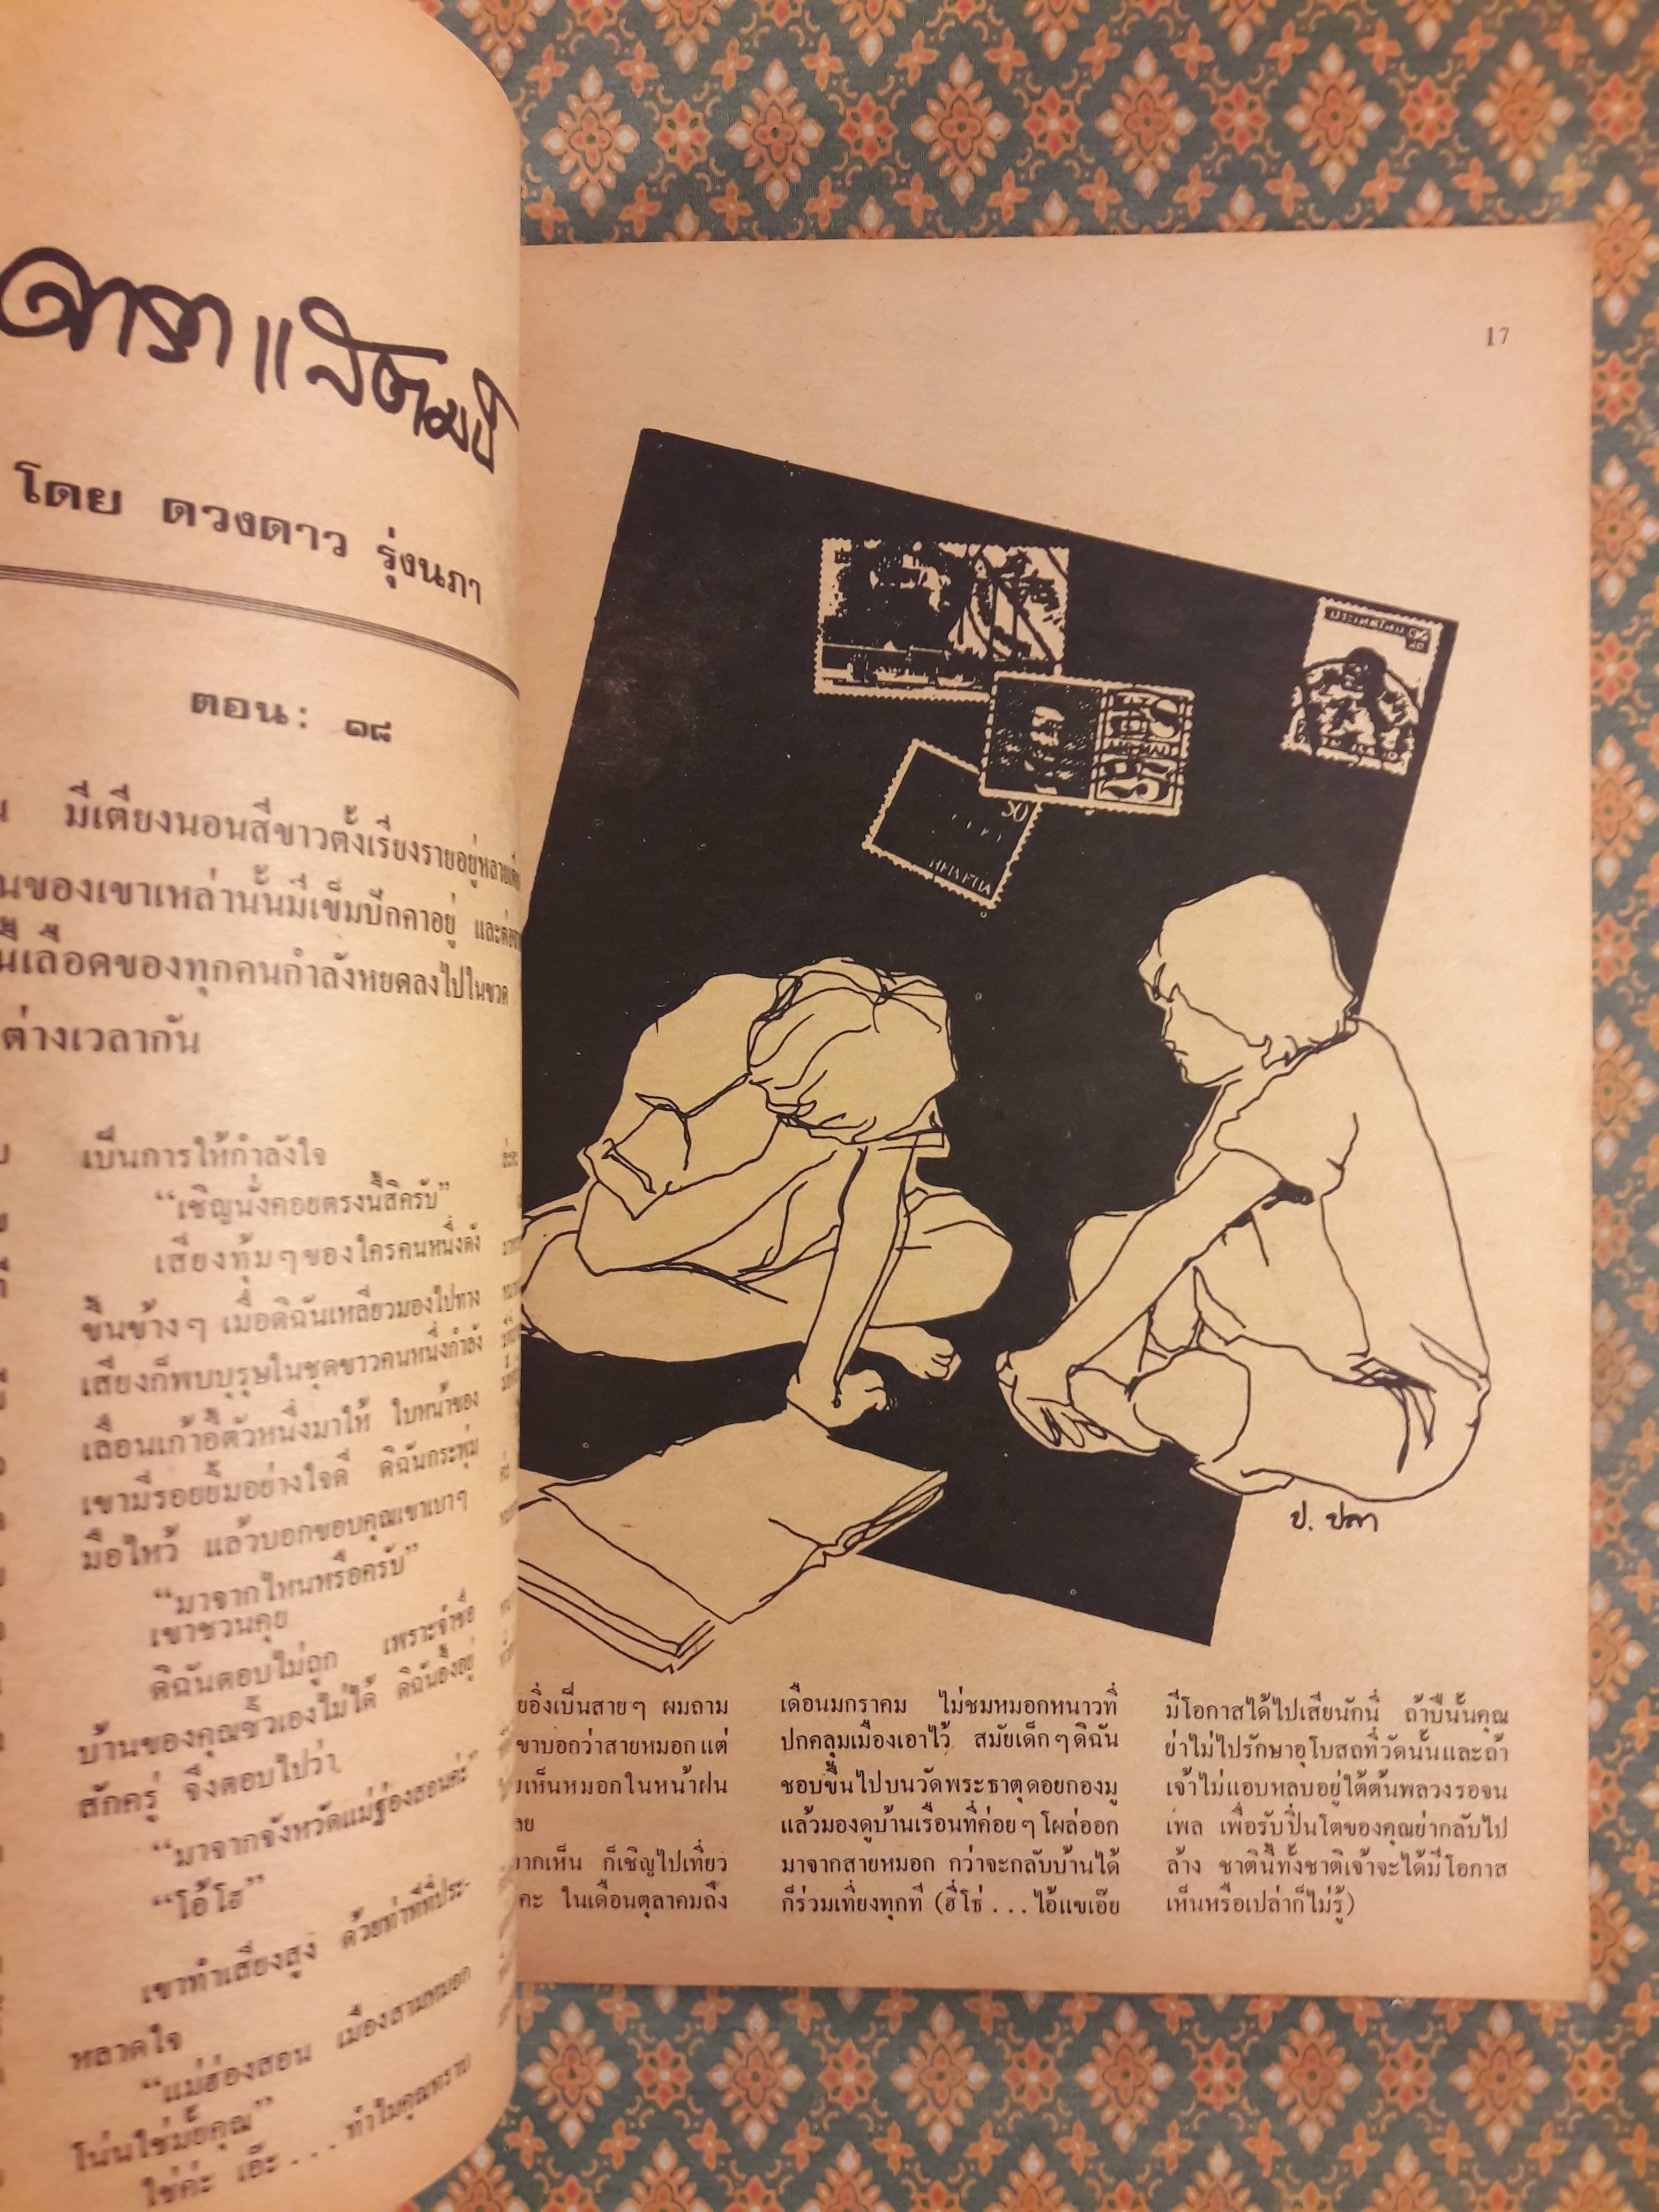 ดารา
โดย ดวงดาว รุ่งนภา
ตอน: ๑๘
มีเตียงนอนสีขาวตั้งเรียงรายอยู่
นของเขาเหล่านั้นมีเข็มปักคาอยู่
เลือดของทุกคนกำลังหยดลงไปในขวด
ต่างเวลากัน
เป็นการให้กำลังใจ
“เชิญนั่งคอยตรงนี้สิครับ”
เสียงทุ้มๆ ของใครคนหนึ่งดัง
ขึ้นข้างๆ เมื่อดิฉันเหลียวมองไปทาง
เสียงก็พบบุรุษในชุดขาวคนหนึ่งกำลัง
เลื่อนเก้าอี้ตัวหนึ่งมาให้ ใบหน้าของ
เขามีรอยยิ้มอย่างใจดี ดิฉันกระพุ่ม
มือไหว้ แล้วบอกขอบคุณเขาเบาๆ
“มาจากไหนหรือครับ”
เขาชวนคุย
ดิฉันตอบไม่ถูก เพราะจำชื่อ
บ้านของคุณชั่วเองไม่ได้ ดิฉันอึ้งอยู่
สักครู่ จึงตอบไปว่า
“มาจากจังหวัดแม่ฮ่องสอนค่ะ”
“โอ้โฮ”
เขาทำเสียงสูง ด้วยท่าทีที่ประ-
หลาดใจ
“แม่ฮ่องสอน เมืองสามหมอก
โน่นใช่มั้ยคุณ”
ใช่ค่ะ เอ๊ะ...ทำไมคุณทราบ
17
50
HELVETIA
ป. ปลา
ยอิ่งเป็นสายๆ ผมถาม
ขาบอกว่าสายหมอก แต่
งเห็นหมอกในหน้าฝน
ลย
ยากเห็น ก็เชิญไปเที่ยว
คะ ในเดือนตุลาคมถึง
เดือนมกราคม ไม่ชมหมอกหนาวที่
ปกคลุมเมืองเอาไว้ สมัยเด็กๆ ดิฉัน
ชอบขึ้นไปบนวัดพระธาตุดอยกองมู
แล้วมองดูบ้านเรือนที่ค่อยๆ โผล่ออก
มาจากสายหมอก กว่าจะกลับบ้านได้
ก็ร่วมเที่ยงทุกที (ฮี่โธ่...ไอ้แขเอ๊ย
มีโอกาสได้ไปเสียนักนี่ ถ้าปีนั้นคุณ
ย่าไม่ไปรักษาอุโบสถที่วัดนั้นและถ้า
เจ้าไม่แอบหลบอยู่ใต้ต้นพลวงรอจน
เพล เพื่อรับปิ่นโตของคุณย่ากลับไป
ล้าง ชาตินี้ทั้งชาติเจ้าจะได้มีโอกาส
เห็นหรือเปล่าก็ไม่รู้)